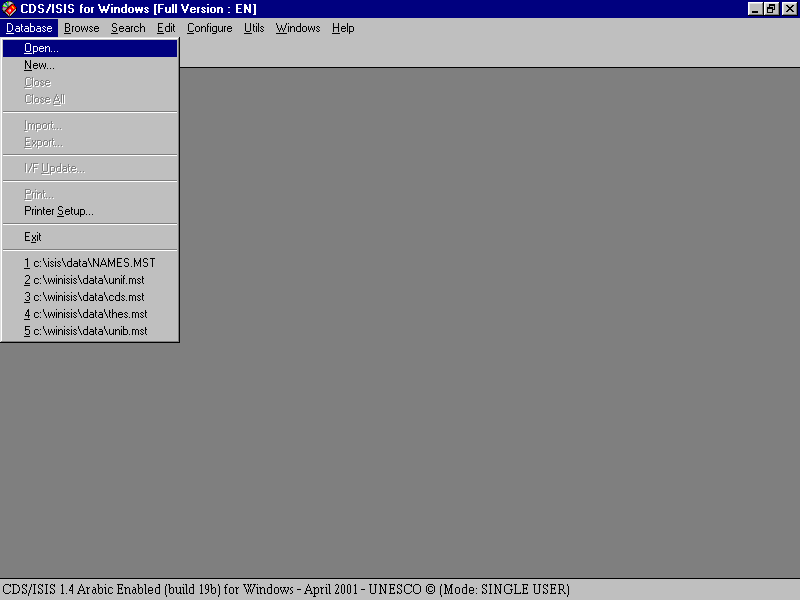 CDS/ISIS for Windows [Full Version : EN]
Database Browse Search Edit Configure Utils Windows Help
Open...
New...
Close
Close All
Import...
Export...
I/F Update...
Print...
Printer Setup...
Exit
1 c:\isis\data\NAMES.MST
2 c:\winisis\data\unif.mst
3 c:\winisis\data\cds.mst
4 c:\winisis\data\thes.mst
5 c:\winisis\data\unib.mst
CDS/ISIS 1.4 Arabic Enabled (build 19b) for Windows - April 2001 - UNESCO © (Mode: SINGLE USER)